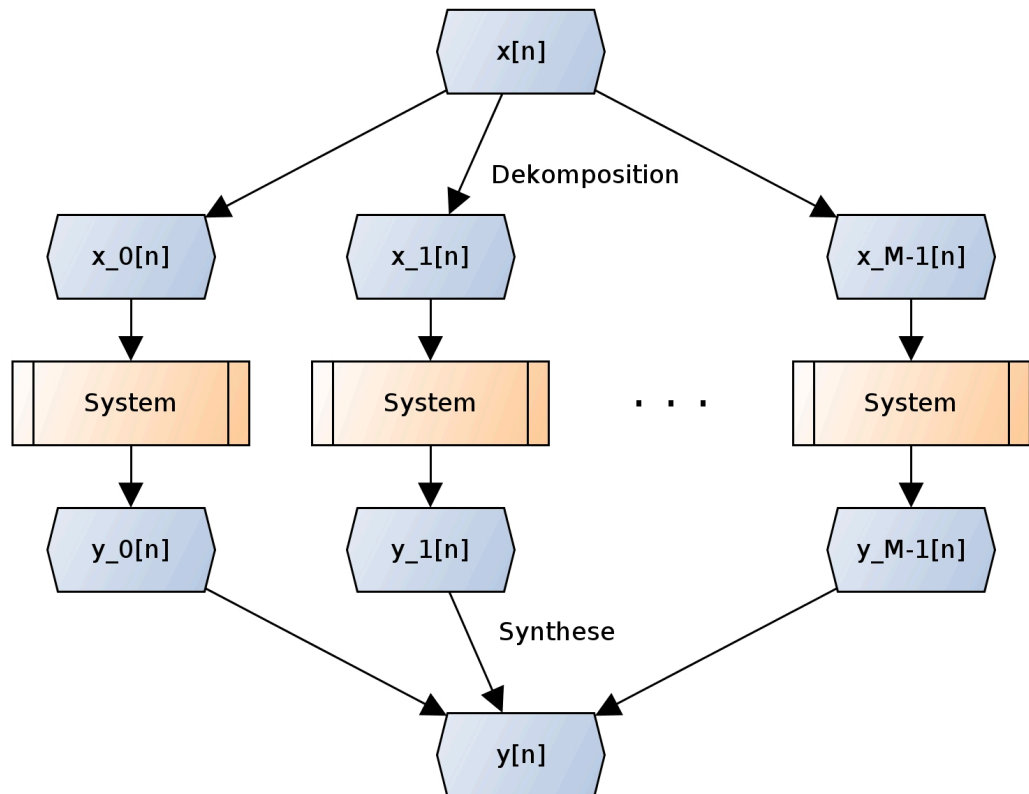 x[n]
Dekomposition
x_0[n] x_1[n] x_M-1[n]
System System . . . System
y_0[n] y_1[n] y_M-1[n]
Synthese
y[n]